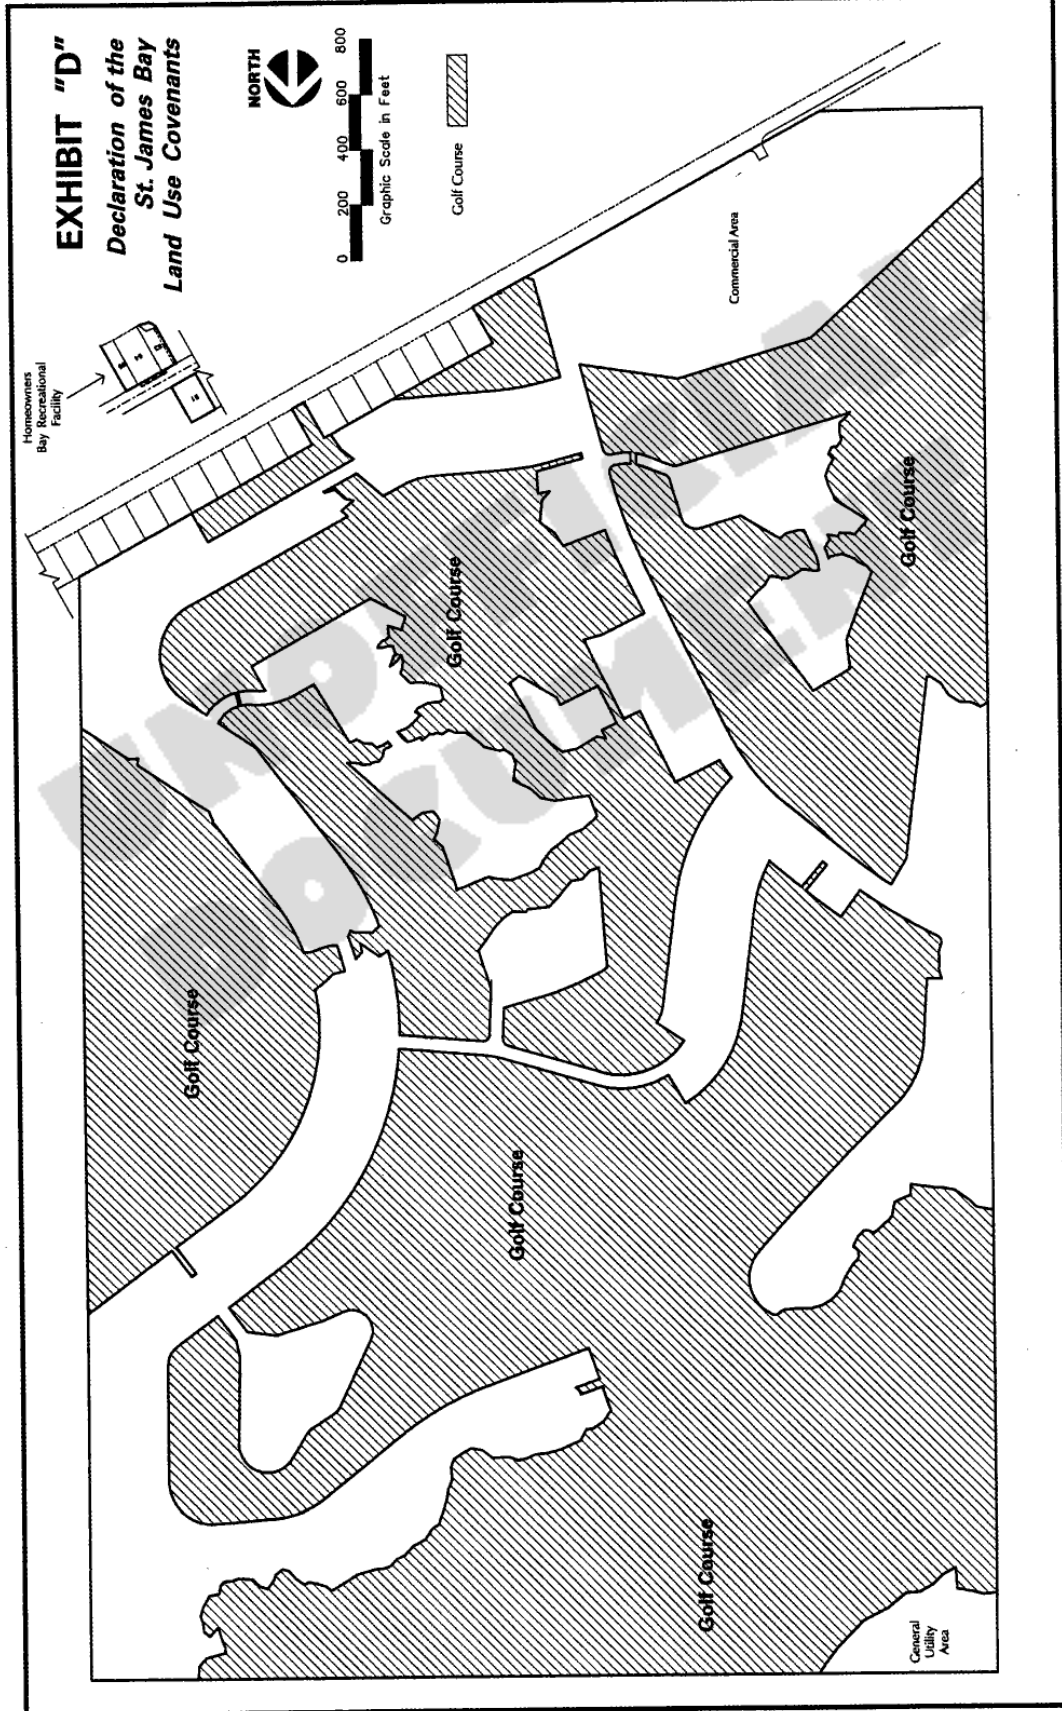 EXHIBIT "D"
Declaration of the
St. James Bay
Land Use Covenants
NORTH
0 200 400 600 800
Graphic Scale in Feet
Golf Course
Homeowners
Bay Recreational
Facility
Commercial Area
Golf Course
Golf Course
Golf Course
Golf Course
Golf Course
General
Utility
Area